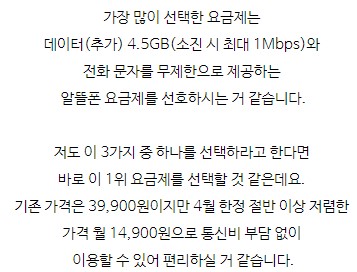 가장 많이 선택한 요금제는
데이터(추가) 4.5GB(소진 시 최대 1Mbps)와
전화 문자를 무제한으로 제공하는
알뜰폰 요금제를 선호하시는 거 같습니다.
저도 이 3가지 중 하나를 선택하라고 한다면
바로 이 1위 요금제를 선택할 것 같은데요.
기존 가격은 39,900원이지만 4월 한정 절반 이상 저렴한
가격 월 14,900원으로 통신비 부담 없이
이용할 수 있어 편리하실 거 같습니다.